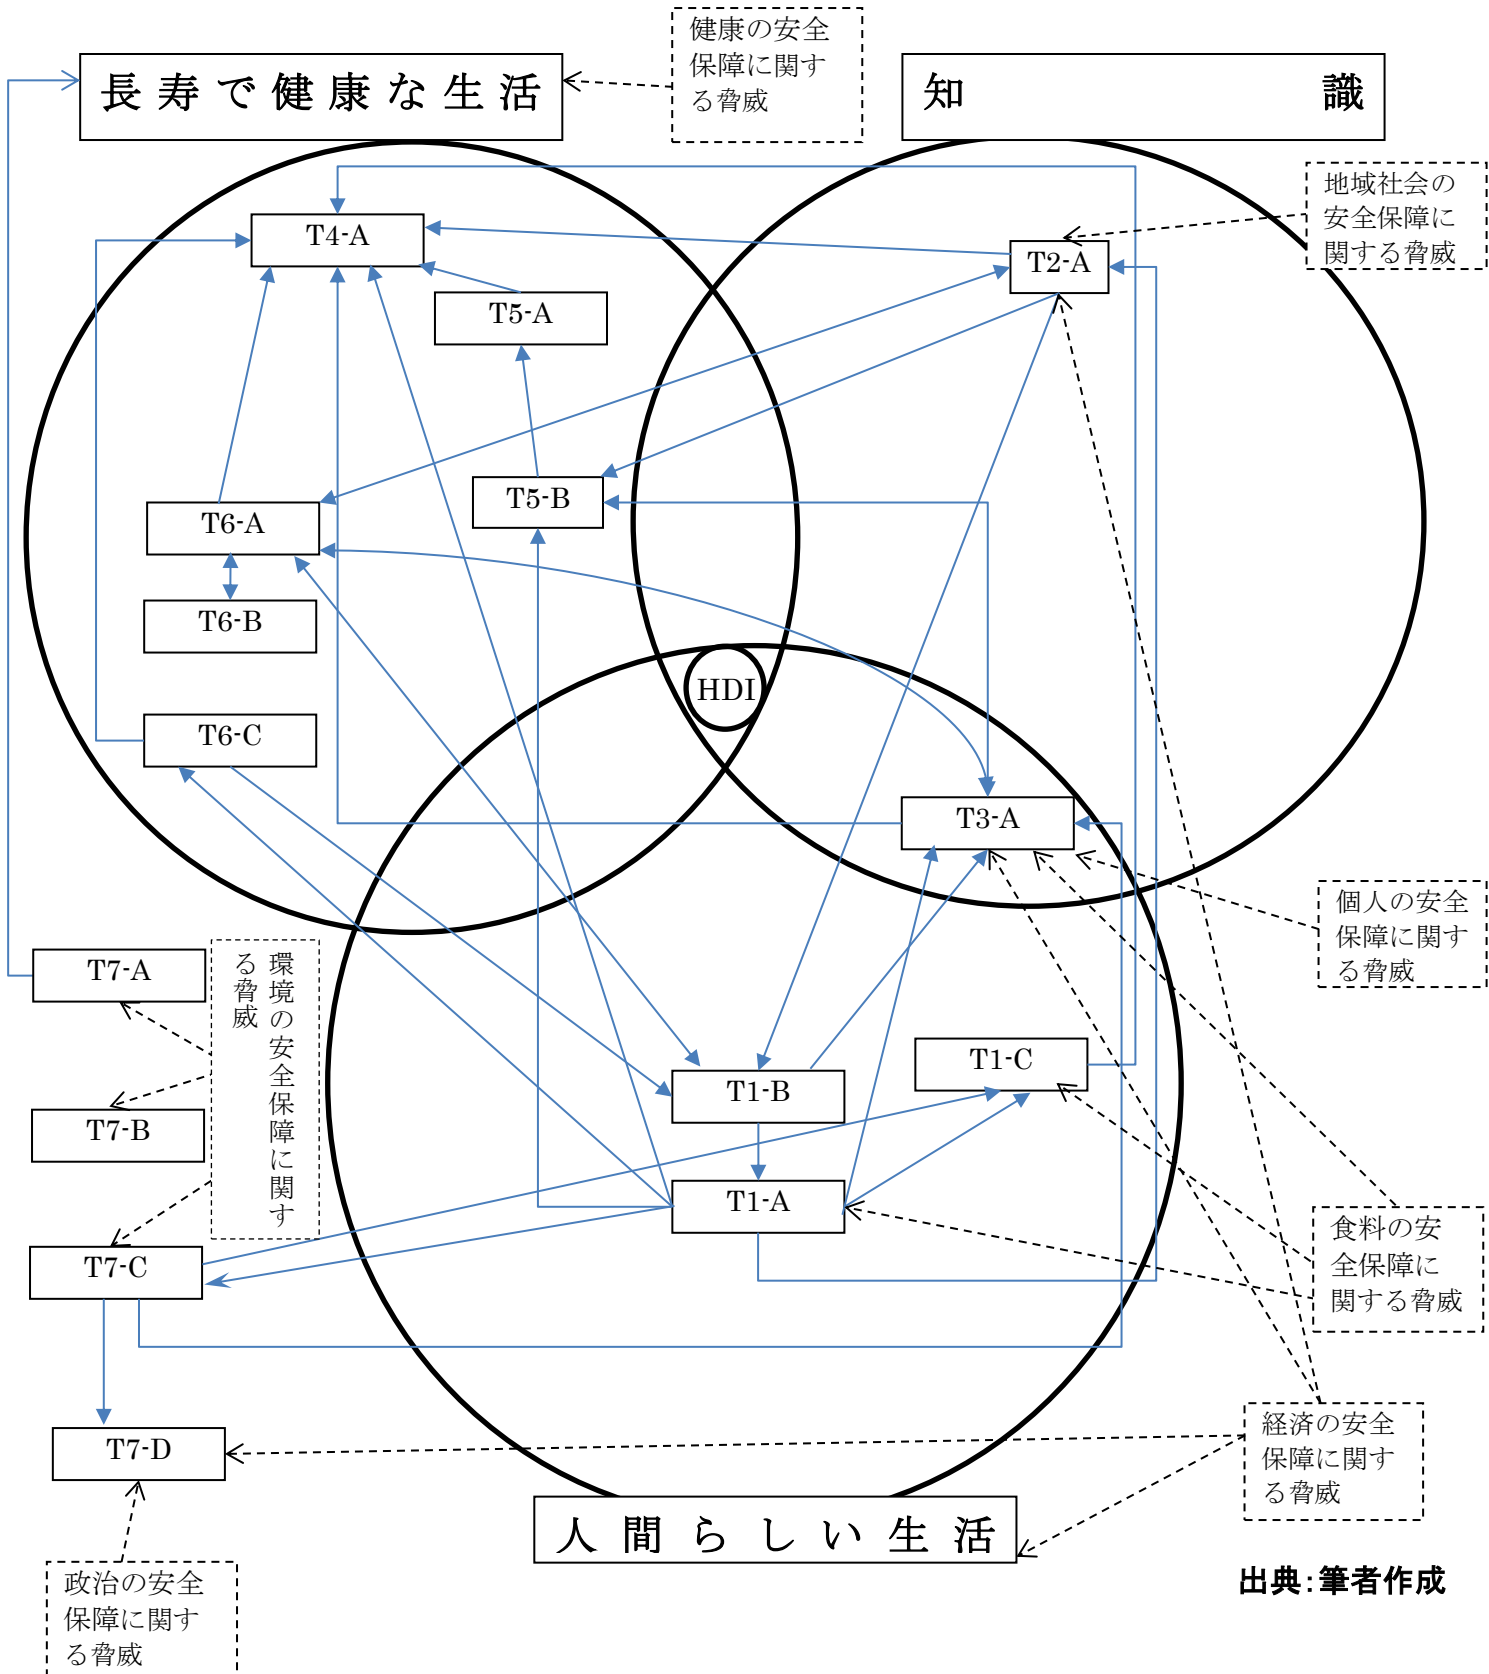 健康の安全
保障に関す
る脅威
長寿で健康な生活
知識
地域社会の
安全保障に
関する脅威
T4-A
T2-A
T5-A
T5-B
T6-A
T6-B
HDI
T6-C
T3-A
個人の安全
保障に関す
る脅威
T7-A
環境の安全保障に関す
る脅威
T1-C
T1-B
T7-B
T1-A
食料の安
全保障に
関する脅威
T7-C
経済の安全
保障に関す
る脅威
T7-D
人間らしい生活
政治の安全
保障に関す
る脅威
出典：筆者作成